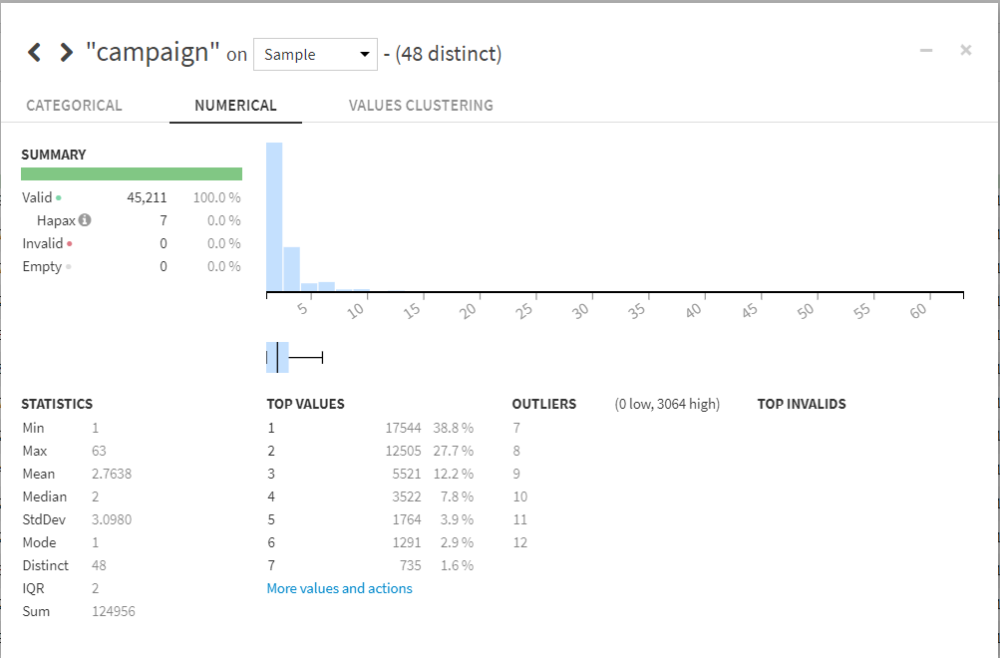 "campaign" on Sample - (48 distinct)
CATEGORICAL NUMERICAL VALUES CLUSTERING
SUMMARY
Valid 45,211 100.0 %
Hapax 7 0.0 %
Invalid 0 0.0 %
Empty 0 0.0 %
5 10 15 20 25 30 35 40 45 50 55 60
STATISTICS
Min 1
Max 63
Mean 2.7638
Median 2
StdDev 3.0980
Mode 1
Distinct 48
IQR 2
Sum 124956
TOP VALUES
1 17544 38.8 %
2 12505 27.7 %
3 5521 12.2 %
4 3522 7.8 %
5 1764 3.9 %
6 1291 2.9 %
7 735 1.6 %
More values and actions
OUTLIERS (0 low, 3064 high)
7
8
9
10
11
12
TOP INVALIDS